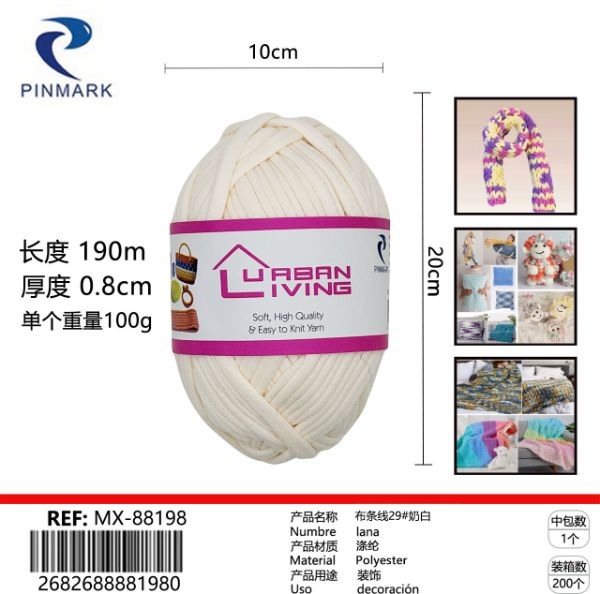 PINMARK
10cm
20cm
长度 190m
厚度 0.8cm
单个重量100g
PINMARK
URBAN
LIVING
Soft, High Quality
& Easy to Knit Yarn
REF: MX-88198
2682688881980
产品名称 布条线29#奶白
Numbre lana
产品材质 涤纶
Material Polyester
产品用途 装饰
Uso decoración
中包数
1个
装箱数
200个